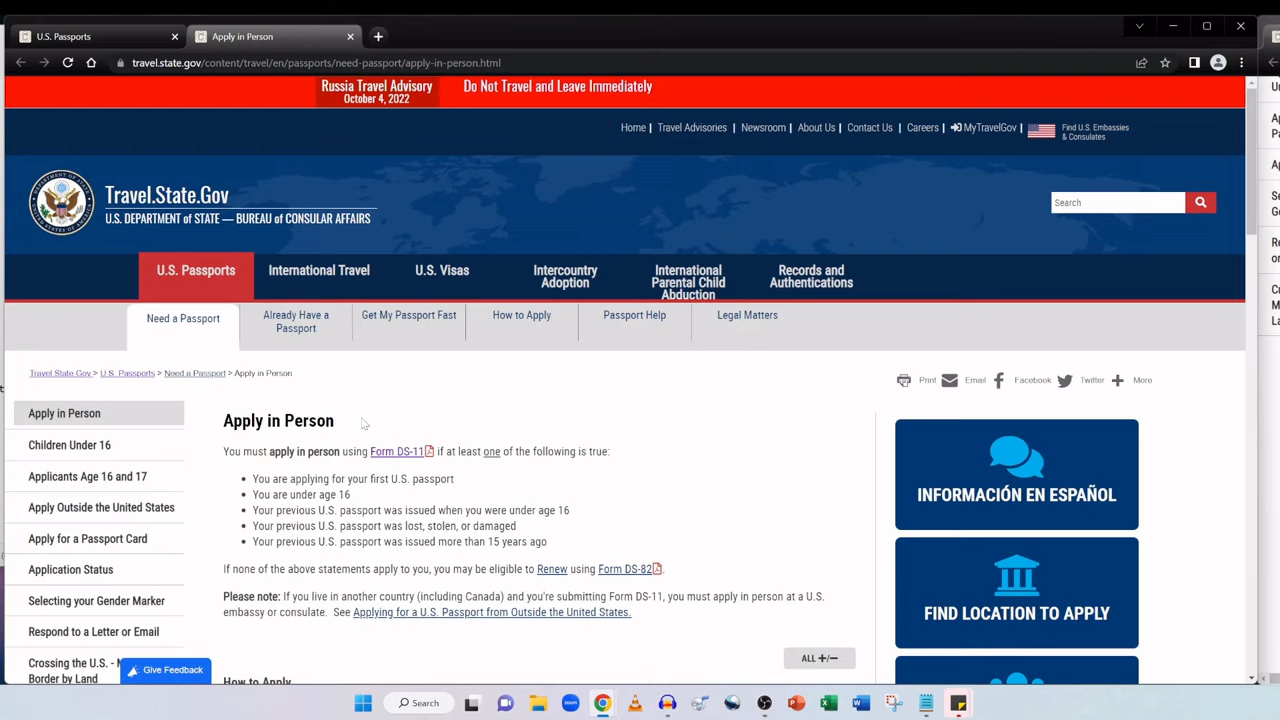 U.S. Passports
Apply in Person
travel.state.gov/content/travel/en/passports/need-passport/apply-in-person.html
Russia Travel Advisory
October 4, 2022
Do Not Travel and Leave Immediately
Home | Travel Advisories | Newsroom | About Us | Contact Us | Careers | MyTravelGov | Find U.S. Embassies
& Consulates
Travel.State.Gov
U.S. DEPARTMENT of STATE — BUREAU of CONSULAR AFFAIRS
Search
U.S. Passports
International Travel
U.S. Visas
Intercountry
Adoption
International
Parental Child
Abduction
Records and
Authentications
Need a Passport
Already Have a
Passport
Get My Passport Fast
How to Apply
Passport Help
Legal Matters
Travel.State.Gov > U.S. Passports > Need a Passport > Apply in Person
Print
Email
Facebook
Twitter
More
Apply in Person
Children Under 16
Applicants Age 16 and 17
Apply Outside the United States
Apply for a Passport Card
Application Status
Selecting your Gender Marker
Respond to a Letter or Email
Crossing the U.S. -
Border by Land
Give Feedback
Apply in Person
You must apply in person using Form DS-11 if at least one of the following is true:
• You are applying for your first U.S. passport
• You are under age 16
• Your previous U.S. passport was issued when you were under age 16
• Your previous U.S. passport was lost, stolen, or damaged
• Your previous U.S. passport was issued more than 15 years ago
If none of the above statements apply to you, you may be eligible to Renew using Form DS-82.
Please note: If you live in another country (including Canada) and you're submitting Form DS-11, you must apply in person at a U.S.
embassy or consulate. See Applying for a U.S. Passport from Outside the United States.
ALL +/−
How to Apply
INFORMACIÓN EN ESPAÑOL
FIND LOCATION TO APPLY
Search
zoom